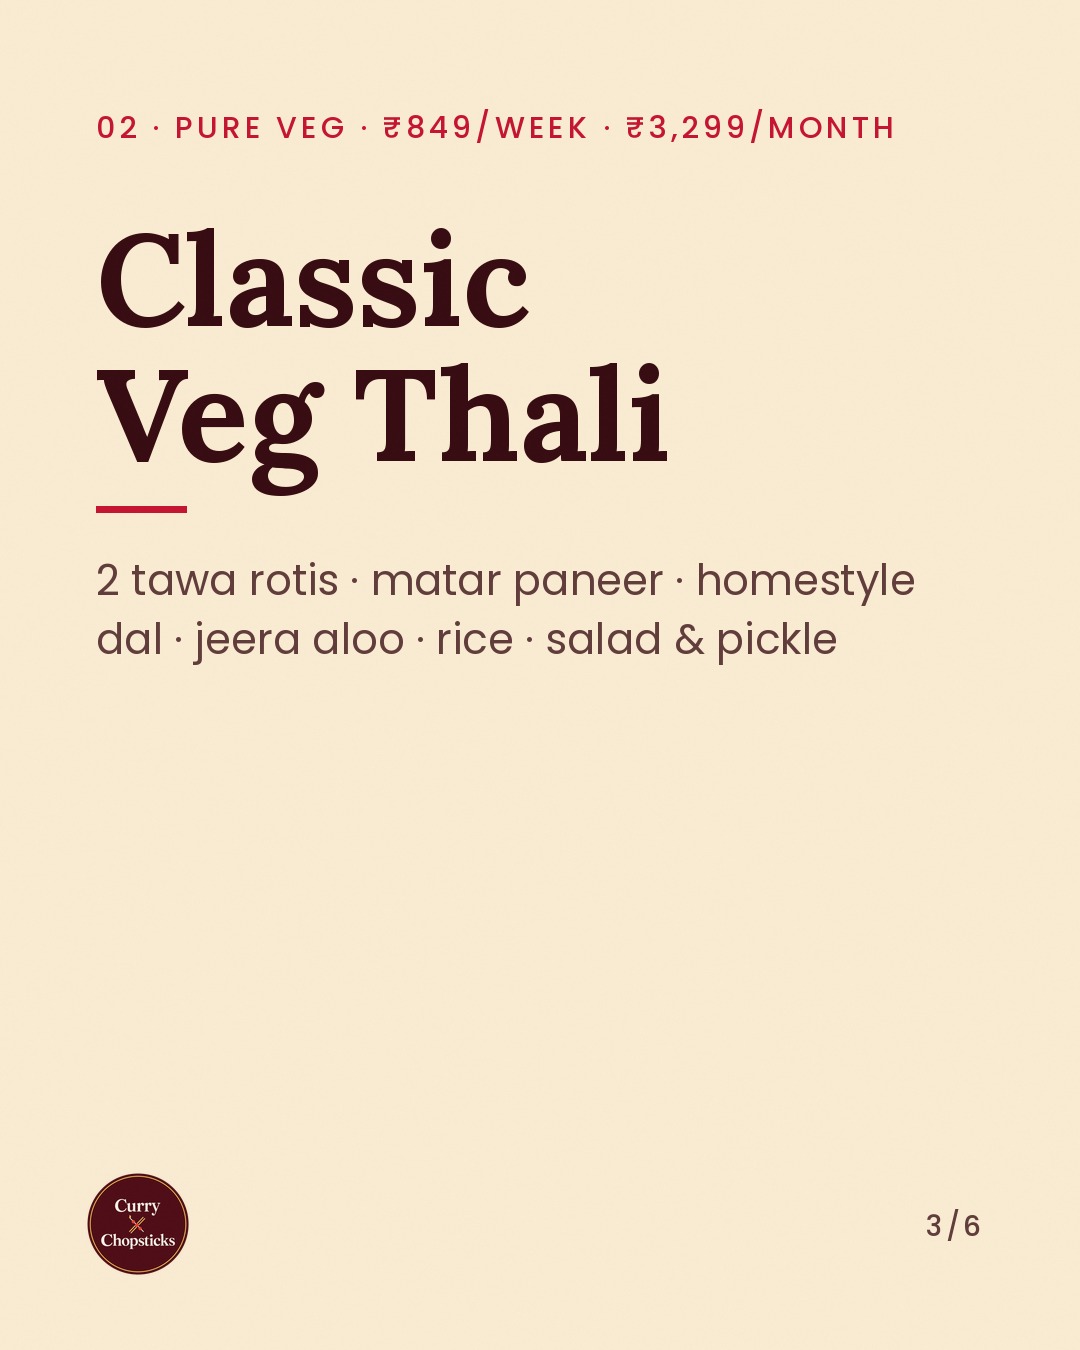 02 · PURE VEG · ₹849/WEEK · ₹3,299/MONTH
Classic
Veg Thali
2 tawa rotis · matar paneer · homestyle
dal · jeera aloo · rice · salad & pickle
Curry
Chopsticks
3/6